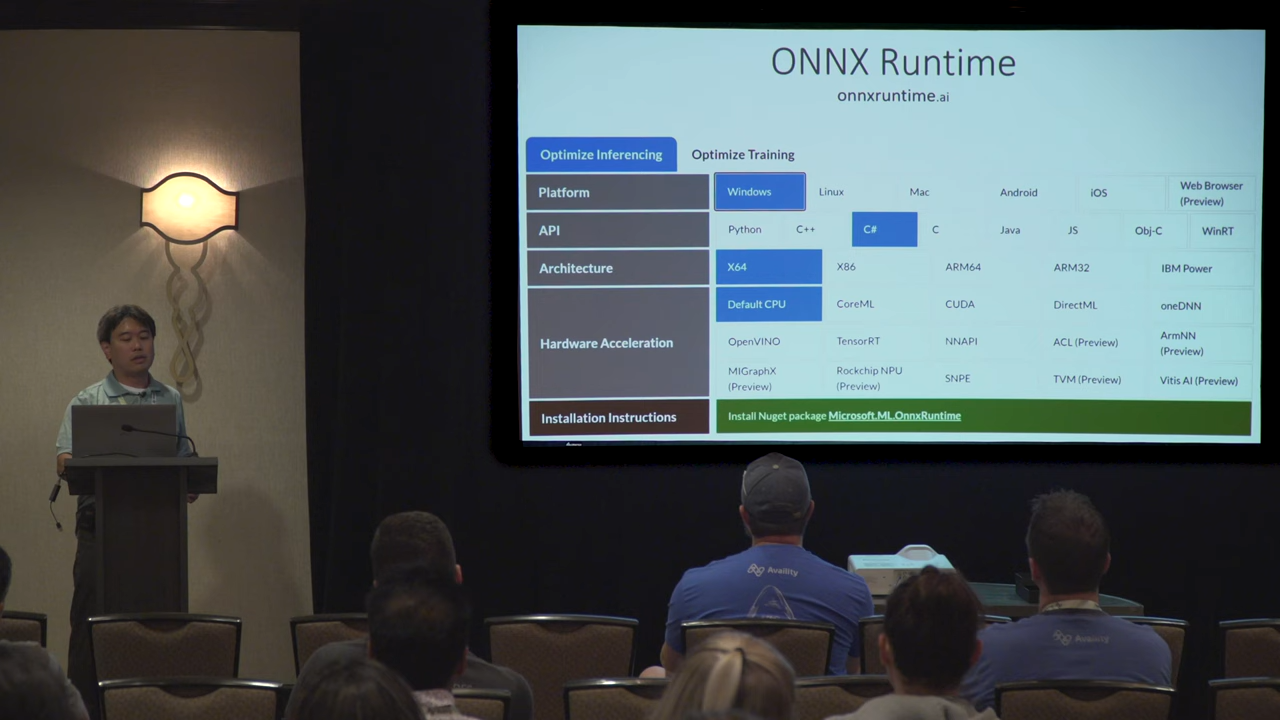 ONNX Runtime
onnxruntime.ai
Optimize Inferencing Optimize Training
Platform Windows Linux Mac Android iOS Web Browser (Preview)
API Python C++ C# C Java JS Obj-C WinRT
Architecture X64 X86 ARM64 ARM32 IBM Power
Hardware Acceleration
Default CPU CoreML CUDA DirectML oneDNN
OpenVINO TensorRT NNAPI ACL (Preview) ArmNN (Preview)
MIGraphX (Preview) Rockchip NPU (Preview) SNPE TVM (Preview) Vitis AI (Preview)
Installation Instructions Install Nuget package Microsoft.ML.OnnxRuntime
Availity
Availity